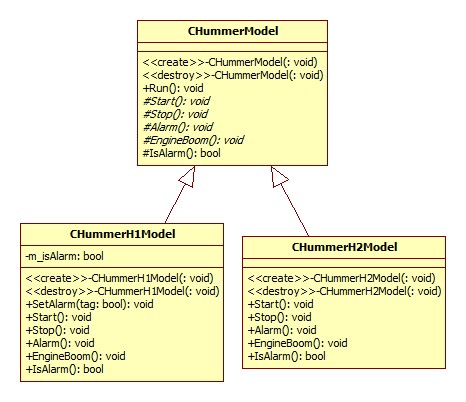 CHummerModel
<<create>>-CHummerModel(: void)
<<destroy>>-CHummerModel(: void)
+Run(): void
#Start(): void
#Stop(): void
#Alarm(): void
#EngineBoom(): void
#IsAlarm(): bool
CHummerH1Model
-m_isAlarm: bool
<<create>>-CHummerH1Model(: void)
<<destroy>>-CHummerH1Model(: void)
+SetAlarm(tag: bool): void
+Start(): void
+Stop(): void
+Alarm(): void
+EngineBoom(): void
+IsAlarm(): bool
CHummerH2Model
<<create>>-CHummerH2Model(: void)
<<destroy>>-CHummerH2Model(: void)
+Start(): void
+Stop(): void
+Alarm(): void
+EngineBoom(): void
+IsAlarm(): bool